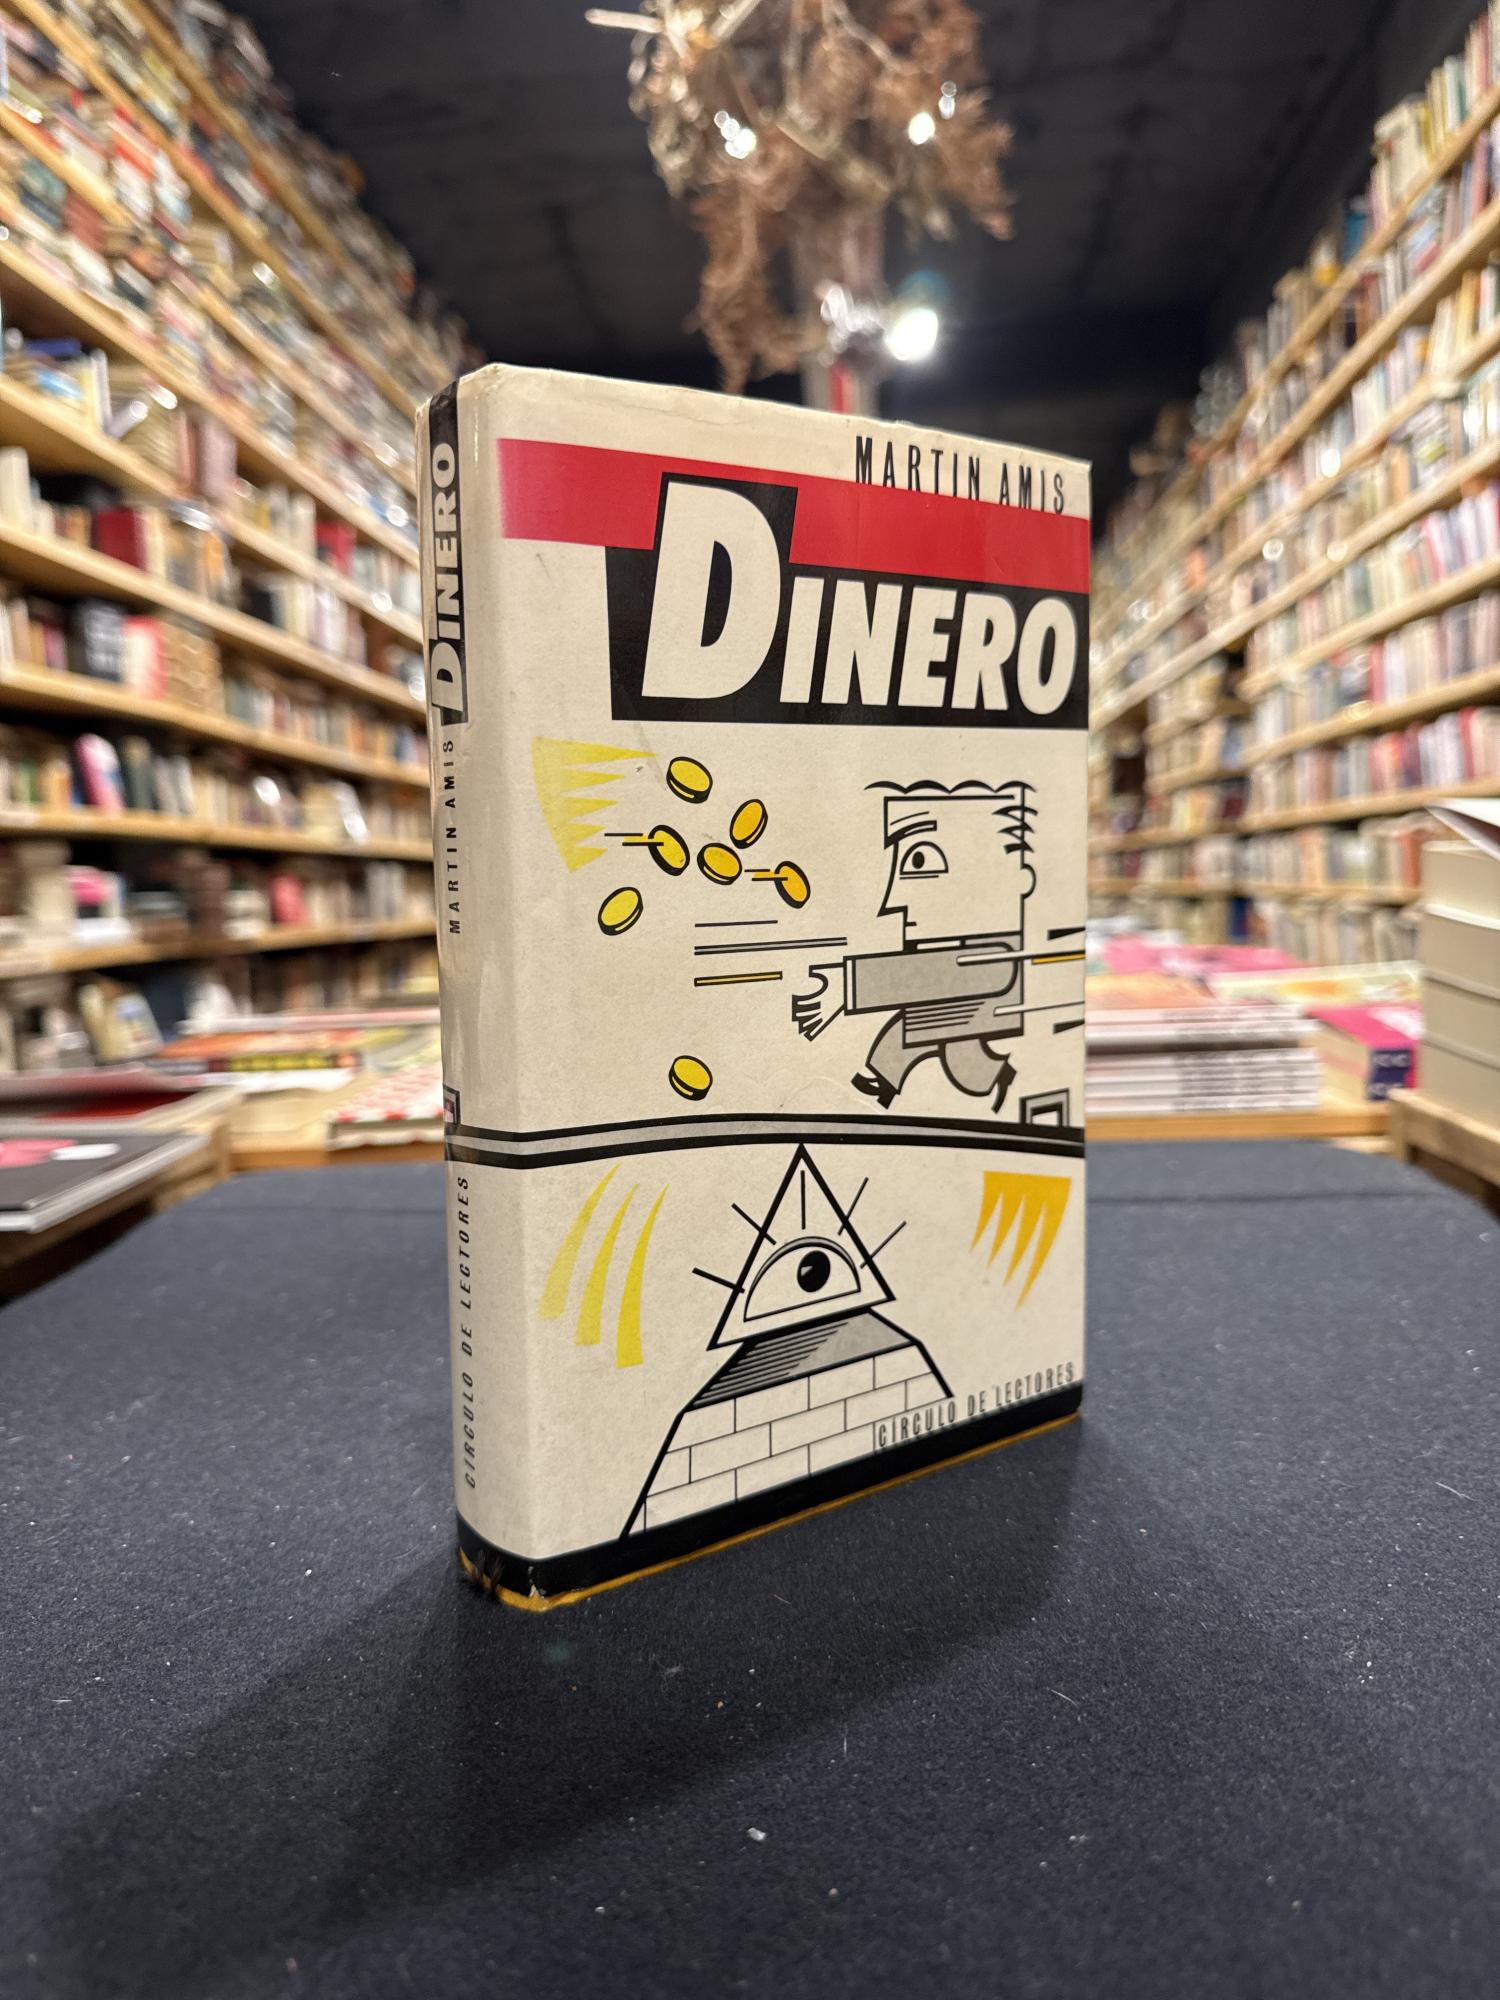 MARTIN AMIS
DINERO
CÍRCULO DE LECTORES
DINERO
MARTIN AMIS
CÍRCULO DE LECTORES